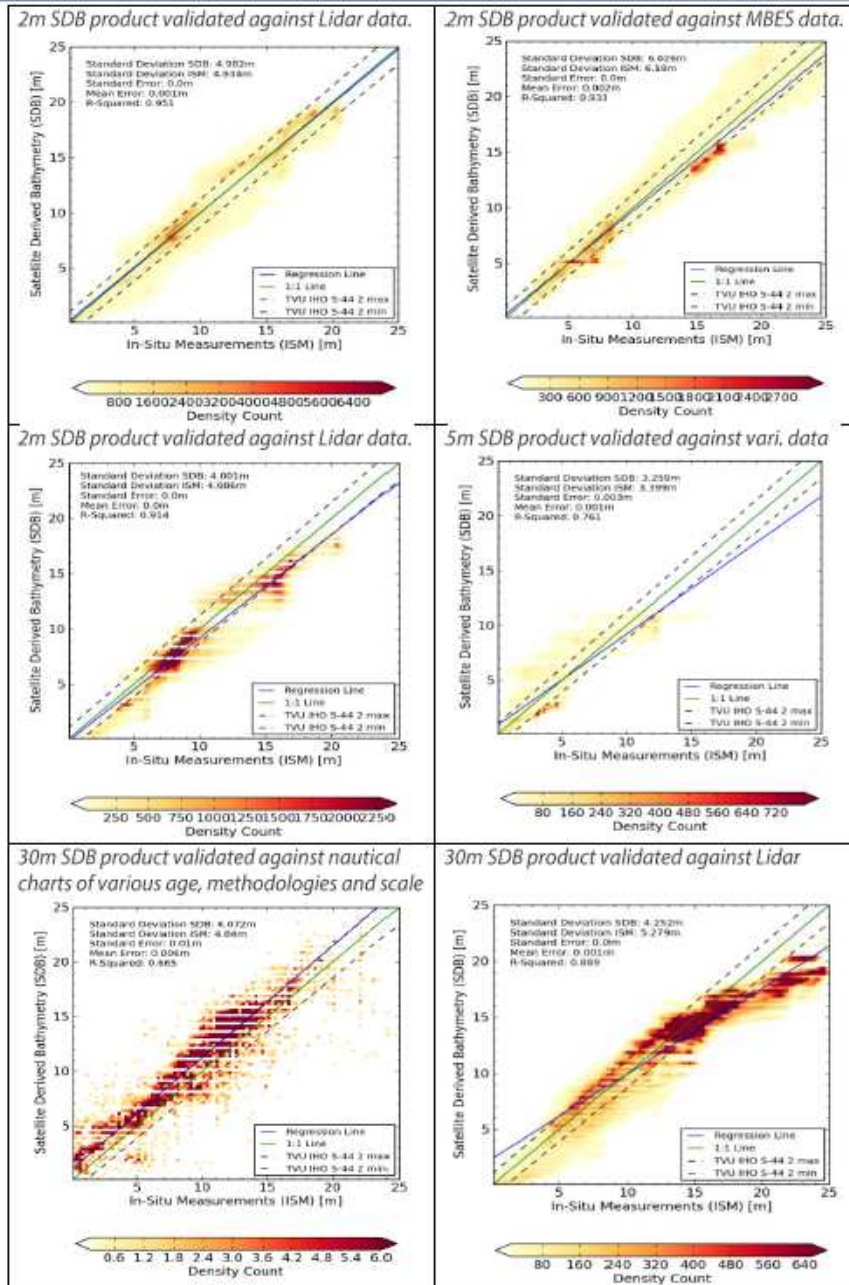 2m SDB product validated against Lidar data.
25
20
15
10
5
Satellite Derived Bathymetry (SDB) [m]
Standard Deviation SDB: 4.982m
Standard Deviation ISM: 4.934m
Standard Error: 0.0m
Mean Error: 0.001m
R-Squared: 0.951
Regression Line
1:1 Line
TVU IHO S-44 2 max
TVU IHO S-44 2 min
5 10 15 20 25
In-Situ Measurements (ISM) [m]
800 1600 2400 3200 4000 4800 5600 6400
Density Count
2m SDB product validated against MBES data.
25
20
15
10
5
Satellite Derived Bathymetry (SDB) [m]
Standard Deviation SDB: 6.026m
Standard Deviation ISM: 6.19m
Standard Error: 0.0m
Mean Error: 0.002m
R-Squared:
Regression Line
1:1 Line
TVU IHO S-44 2 max
TVU IHO S-44 2 min
5 10 15 20 25
In-Situ Measurements (ISM) [m]
300 600 900 1200 1500 1800 2100 2400 2700
Density Count
2m SDB product validated against Lidar data.
25
20
15
10
5
Satellite Derived Bathymetry (SDB) [m]
Standard Deviation SDB: 4.001m
Standard Deviation ISM: 4.086m
Standard Error: 0.0m
Mean Error: 0.0m
R-Squared: 0.914
Regression Line
1:1 Line
TVU IHO S-44 2 max
TVU IHO S-44 2 min
5 10 15 20 25
In-Situ Measurements (ISM) [m]
250 500 750 1000 1250 1500 1750 2000 2250
Density Count
5m SDB product validated against vari. data
25
20
15
10
5
Satellite Derived Bathymetry (SDB) [m]
Standard Deviation SDB: 3.259m
Standard Deviation ISM: 3.399m
Standard Error: 0.003m
Mean Error: 0.001m
R-Squared: 0.761
Regression Line
1:1 Line
TVU IHO S-44 2 max
TVU IHO S-44 2 min
5 10 15 20 25
In-Situ Measurements (ISM) [m]
80 160 240 320 400 480 560 640 720
Density Count
30m SDB product validated against nautical
charts of various age, methodologies and scale
25
20
15
10
5
Satellite Derived Bathymetry (SDB) [m]
Standard Deviation SDB:
Standard Deviation ISM:
Standard Error: 0.01m
Mean Error: 0.006m
R-Squared: 0.665
Regression Line
1:1 Line
TVU IHO S-44 2 max
TVU IHO S-44 2 min
5 10 15 20 25
In-Situ Measurements (ISM) [m]
0.6 1.2 1.8 2.4 3.0 3.6 4.2 4.8 5.4 6.0
Density Count
30m SDB product validated against Lidar
25
20
15
10
5
Satellite Derived Bathymetry (SDB) [m]
Standard Deviation SDB: 4.252m
Standard Deviation ISM: 5.279m
Standard Error: 0.0m
Mean Error: 0.001m
R-Squared: 0.889
Regression Line
1:1 Line
TVU IHO S-44 2 max
TVU IHO S-44 2 min
5 10 15 20 25
In-Situ Measurements (ISM) [m]
80 160 240 320 400 480 560 640
Density Count